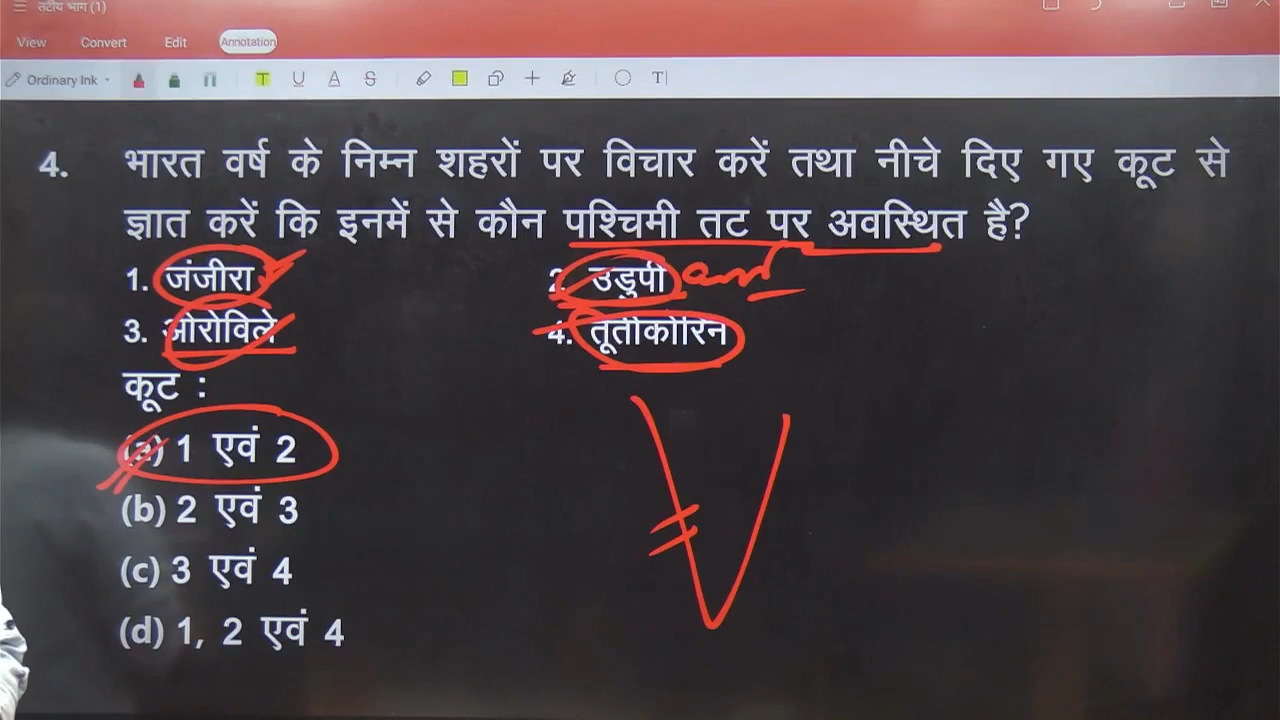 तटीय भाग (1)
View Convert Edit Annotation
Ordinary Ink T U A S T
4. भारत वर्ष के निम्न शहरों पर विचार करें तथा नीचे दिए गए कूट से
ज्ञात करें कि इनमें से कौन पश्चिमी तट पर अवस्थित है?
1. जंजीरा 2. उडुपी
3. ओरोविले 4. तूतीकोरिन
कूट :
(a) 1 एवं 2
(b) 2 एवं 3
(c) 3 एवं 4
(d) 1, 2 एवं 4